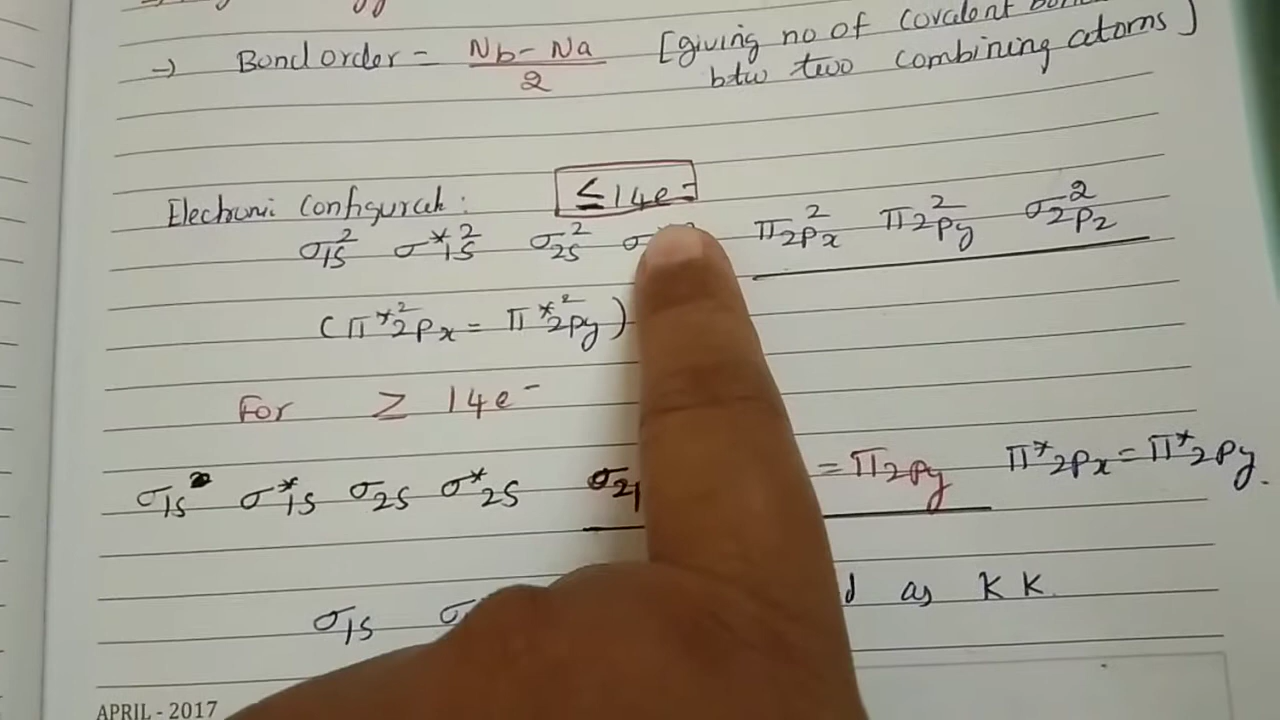 → Bond order = Nb - Na / 2 [giving no of covalent
btw two combining atoms]
Electronic Configurat: ≤ 14e⁻
σ1s² σ*1s² σ2s² π2px² π2py² σ2pz²
(π*2px² = π*2py²)
For ≥ 14e⁻
σ1s σ*1s σ2s σ*2s = π2py π*2px = π*2py.
σ1s as KK
APRIL - 2017